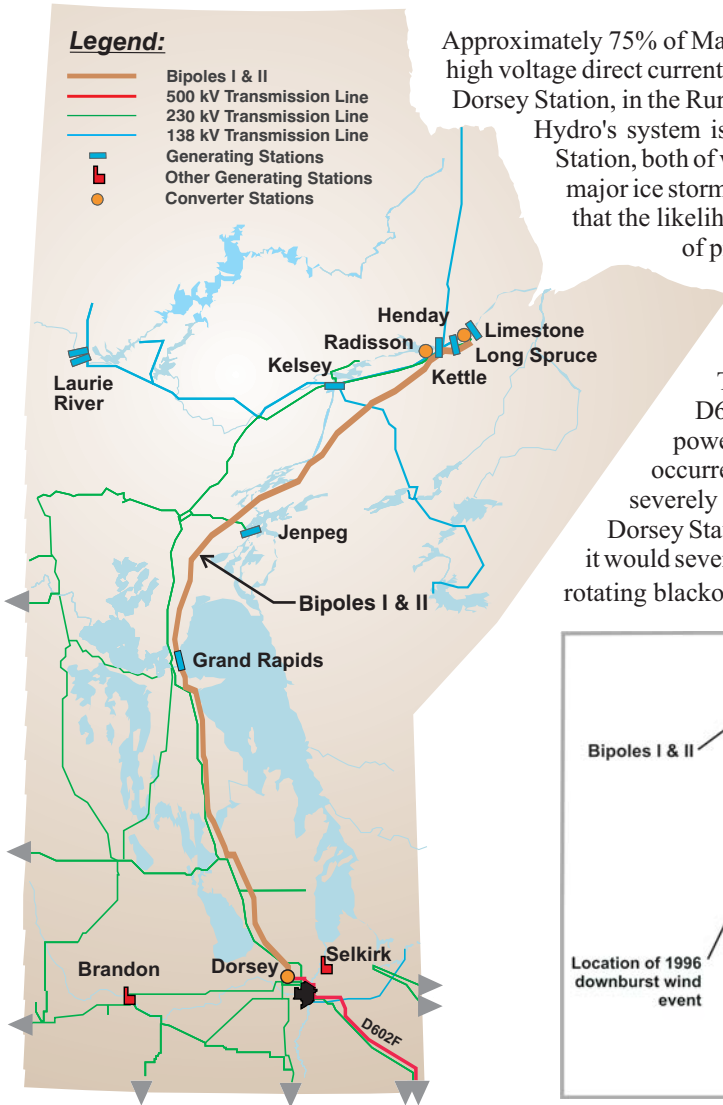 Legend:
Bipoles I & II
500 kV Transmission Line
230 kV Transmission Line
138 kV Transmission Line
Generating Stations
Other Generating Stations
Converter Stations
Approximately 75% of Ma
high voltage direct current
Dorsey Station, in the Rur
Hydro's system is
Station, both of
major ice storm
that the likelih
of p
T
D6
powe
occurre
severely
Dorsey Sta
it would sever
rotating blacko
Henday
Radisson
Limestone
Long Spruce
Kelsey
Kettle
Laurie
River
Jenpeg
Bipoles I & II
Grand Rapids
Brandon
Dorsey
Selkirk
D602F
Bipoles I & II
Location of 1996
downburst wind
event